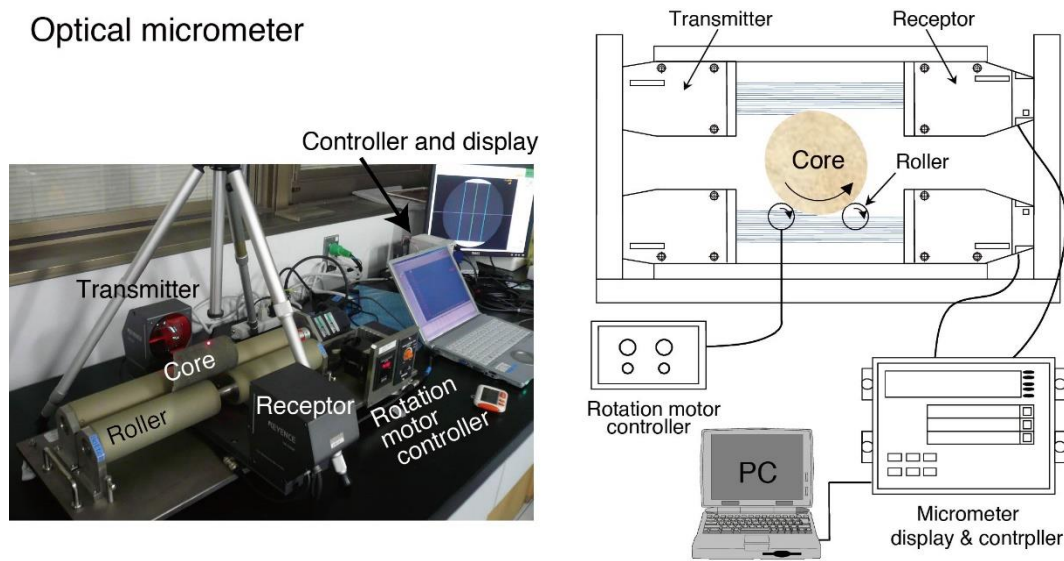 Optical micrometer
Controller and display
Transmitter
Core
Roller
Receptor
KEYENCE
Rotation
motor
controller
Transmitter
Receptor
Core
Roller
Rotation motor
controller
PC
Micrometer
display & contrpller